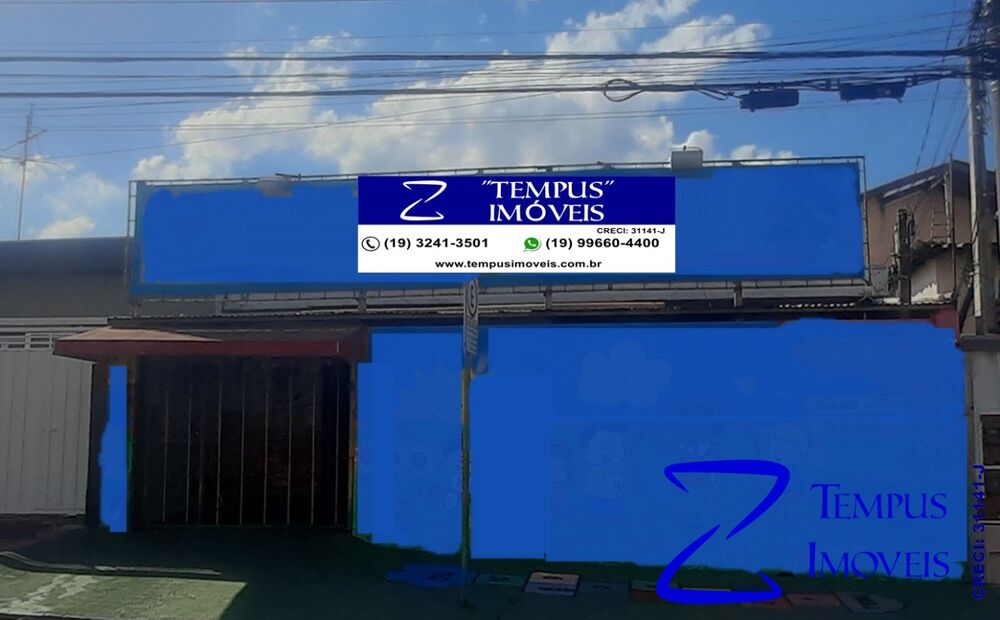 "TEMPUS"
IMÓVEIS
CRECI: 31141-J
(19) 3241-3501 (19) 99660-4400
www.tempusimoveis.com.br
TEMPUS
IMOVEIS
CRECI: 31141-J